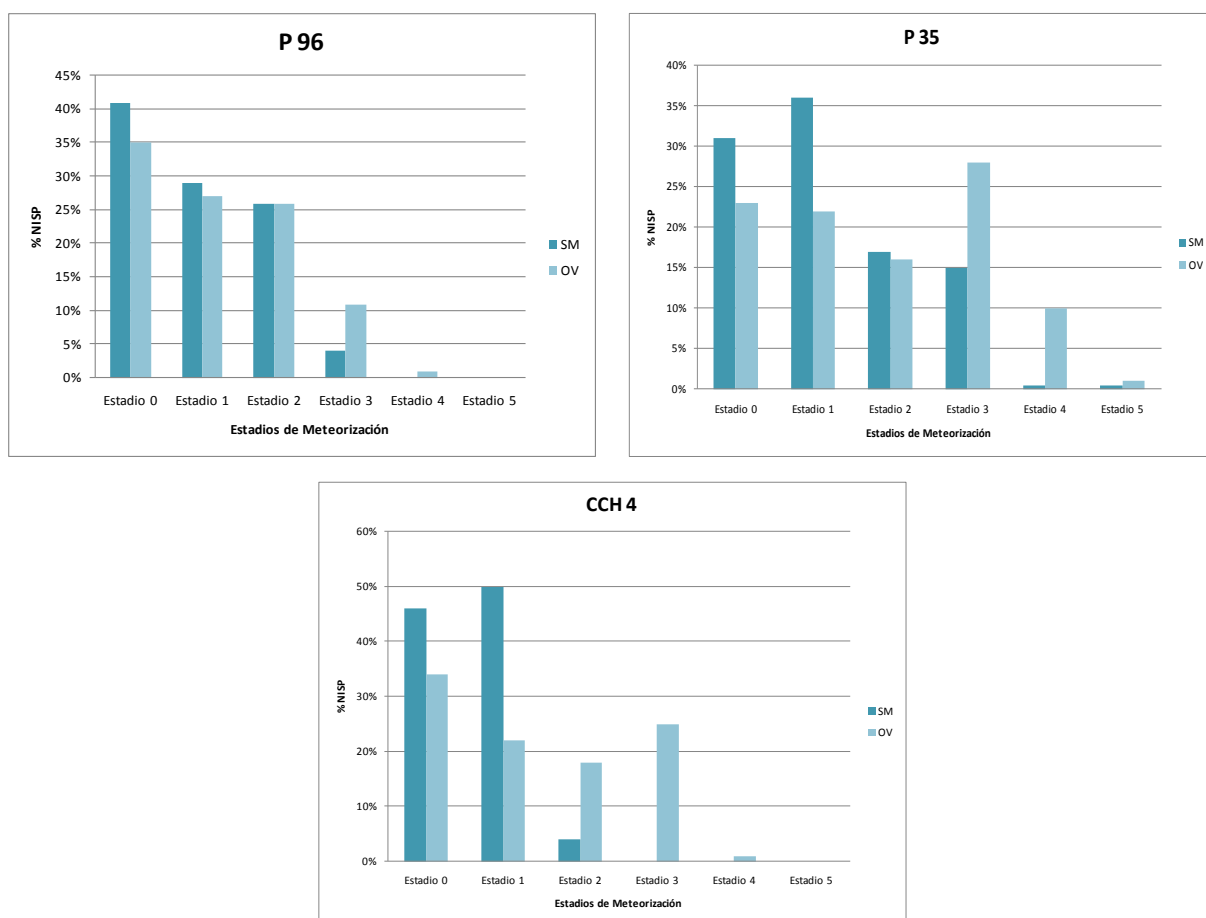 P 96
45%
40%
35%
30%
25%
20%
15%
10%
5%
0%
% NISP
Estadio 0 Estadio 1 Estadio 2 Estadio 3 Estadio 4 Estadio 5
Estadios de Meteorización
SM
OV
P 35
40%
35%
30%
25%
20%
15%
10%
5%
0%
% NISP
Estadio 0 Estadio 1 Estadio 2 Estadio 3 Estadio 4 Estadio 5
Estadios de Meteorización
SM
OV
CCH 4
60%
50%
40%
30%
20%
10%
0%
% NISP
Estadio 0 Estadio 1 Estadio 2 Estadio 3 Estadio 4 Estadio 5
Estadios de Meteorización
SM
OV